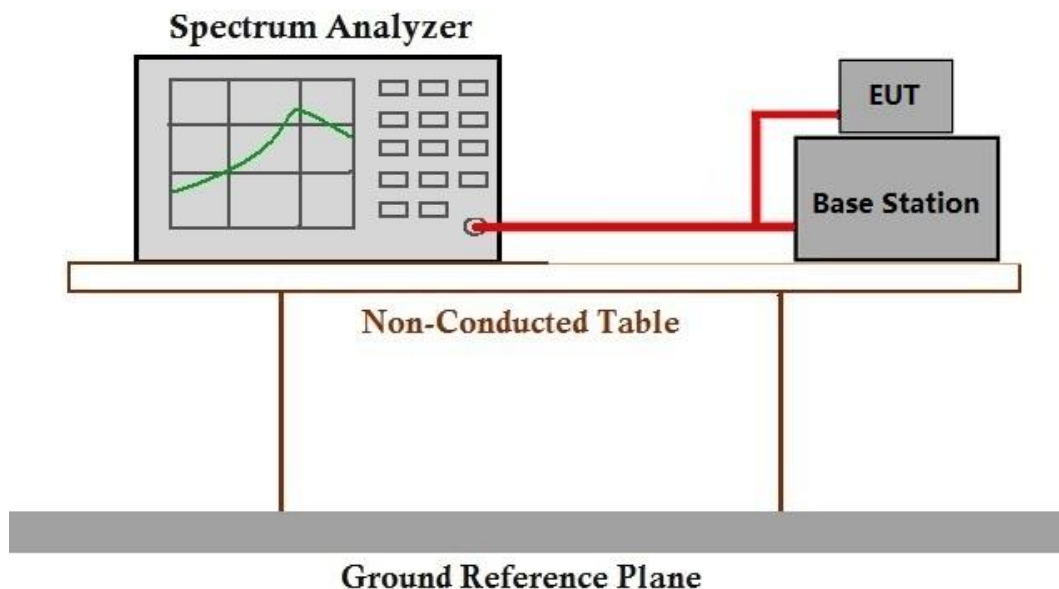 Spectrum Analyzer
EUT
Base Station
Non-Conducted Table
Ground Reference Plane